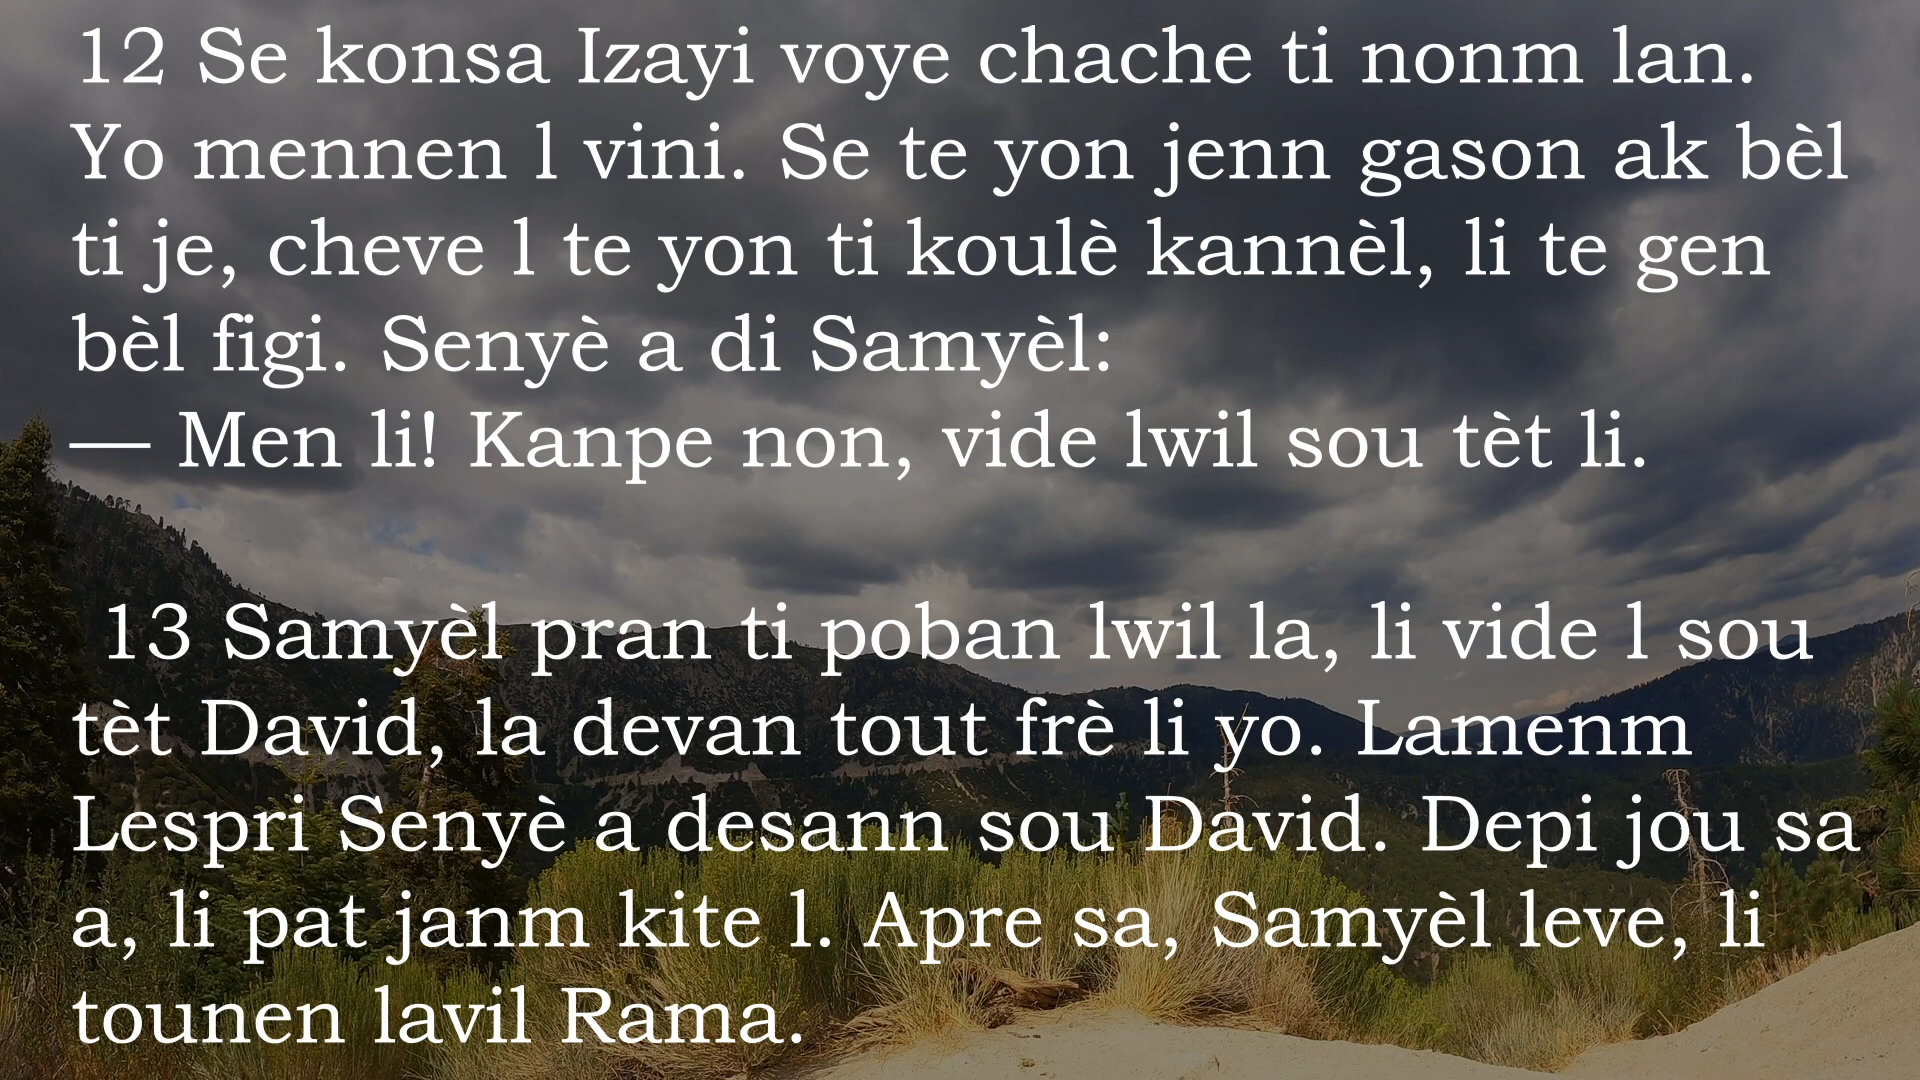 12 Se konsa Izayi voye chache ti nonm lan.
Yo mennen l vini. Se te yon jenn gason ak bèl
ti je, cheve l te yon ti koulè kannèl, li te gen
bèl figi. Senyè a di Samyèl:
— Men li! Kanpe non, vide lwil sou tèt li.
13 Samyèl pran ti poban lwil la, li vide l sou
tèt David, la devan tout frè li yo. Lamenm
Lespri Senyè a desann sou David. Depi jou sa
a, li pat janm kite l. Apre sa, Samyèl leve, li
tounen lavil Rama.